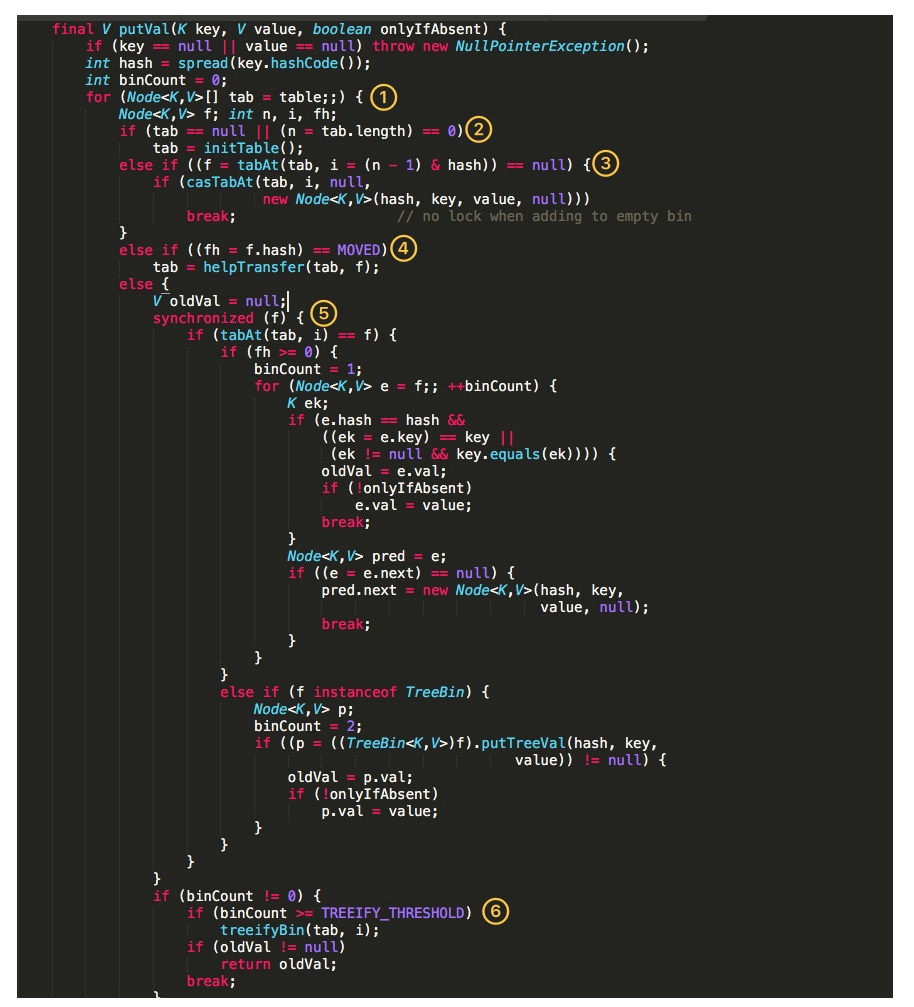 final V putVal(K key, V value, boolean onlyIfAbsent) {
if (key == null || value == null) throw new NullPointerException();
int hash = spread(key.hashCode());
int binCount = 0;
for (Node<K,V>[] tab = table;;) { 1
Node<K,V> f; int n, i, fh;
if (tab == null || (n = tab.length) == 0) 2
tab = initTable();
else if ((f = tabAt(tab, i = (n - 1) & hash)) == null) { 3
if (casTabAt(tab, i, null,
new Node<K,V>(hash, key, value, null)))
break; // no lock when adding to empty bin
}
else if ((fh = f.hash) == MOVED) 4
tab = helpTransfer(tab, f);
else {
V oldVal = null;
synchronized (f) { 5
if (tabAt(tab, i) == f) {
if (fh >= 0) {
binCount = 1;
for (Node<K,V> e = f;; ++binCount) {
K ek;
if (e.hash == hash &&
((ek = e.key) == key ||
(ek != null && key.equals(ek)))) {
oldVal = e.val;
if (!onlyIfAbsent)
e.val = value;
break;
}
Node<K,V> pred = e;
if ((e = e.next) == null) {
pred.next = new Node<K,V>(hash, key,
value, null);
break;
}
}
}
else if (f instanceof TreeBin) {
Node<K,V> p;
binCount = 2;
if ((p = ((TreeBin<K,V>)f).putTreeVal(hash, key,
value)) != null) {
oldVal = p.val;
if (!onlyIfAbsent)
p.val = value;
}
}
}
}
if (binCount != 0) {
if (binCount >= TREEIFY_THRESHOLD) 6
treeifyBin(tab, i);
if (oldVal != null)
return oldVal;
break;
}